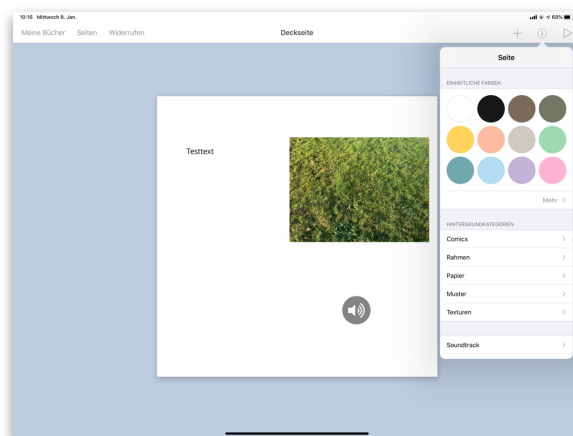 10:16 Mittwoch 8. Jan.
68%
Meine Bücher Seiten Widerrufen Deckseite
Seite
EINHEITLICHE FARBEN
Testtext
Mehr
HINTERGRUNDKATEGORIEN
Comics
Rahmen
Papier
Muster
Texturen
Soundtrack